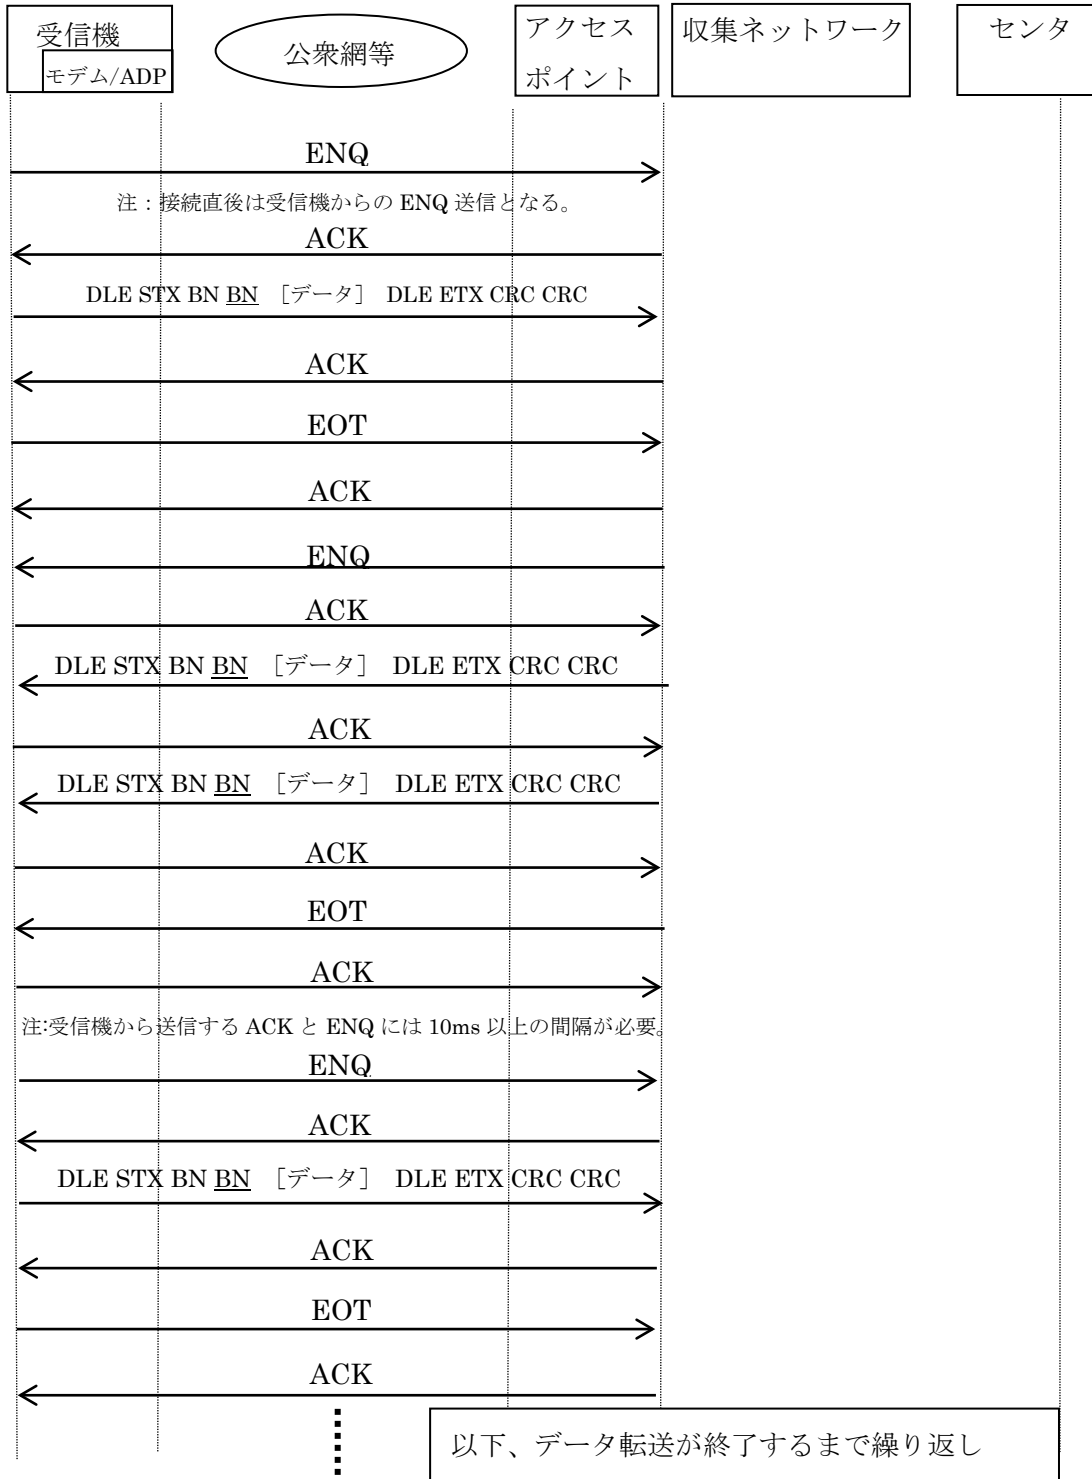 受信機
モデム/ADP
公衆網等
アクセス
ポイント
収集ネットワーク
センタ
ENQ
注：接続直後は受信機からの ENQ 送信となる。
ACK
DLE STX BN BN ［データ］ DLE ETX CRC CRC
ACK
EOT
ACK
ENQ
ACK
DLE STX BN BN ［データ］ DLE ETX CRC CRC
ACK
DLE STX BN BN ［データ］ DLE ETX CRC CRC
ACK
EOT
ACK
注:受信機から送信する ACK と ENQ には 10ms 以上の間隔が必要。
ENQ
ACK
DLE STX BN BN ［データ］ DLE ETX CRC CRC
ACK
EOT
ACK
以下、データ転送が終了するまで繰り返し